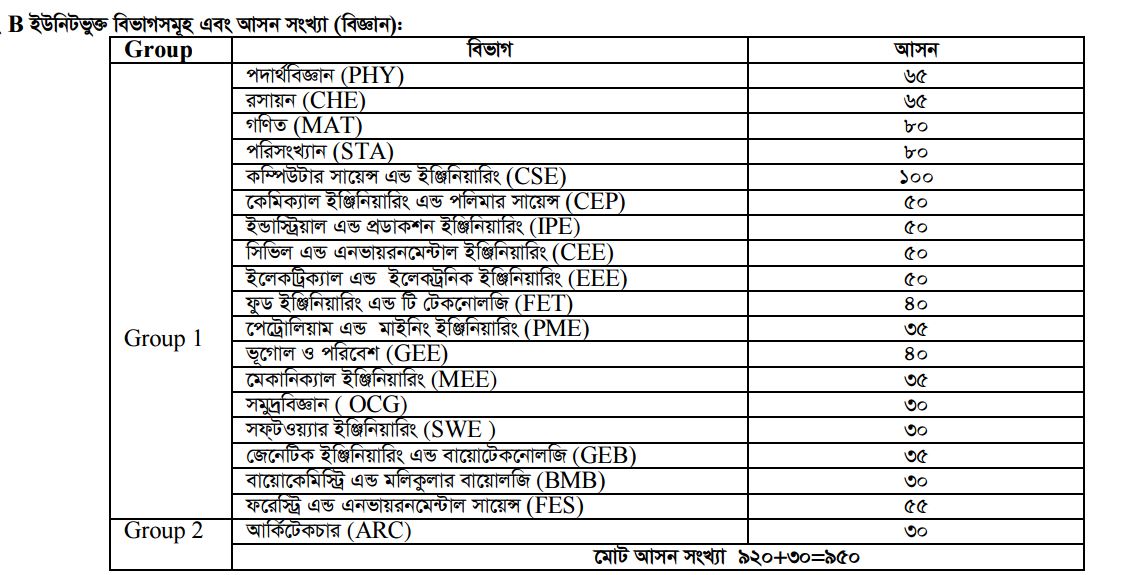 B ইউনিটভুক্ত বিভাগসমূহ এবং আসন সংখ্যা (বিজ্ঞান):
Group বিভাগ আসন
পদার্থবিজ্ঞান (PHY) ৬৫
রসায়ন (CHE) ৬৫
গণিত (MAT) ৮০
পরিসংখ্যান (STA) ৮০
কম্পিউটার সায়েন্স এন্ড ইঞ্জিনিয়ারিং (CSE) ১০০
কেমিক্যাল ইঞ্জিনিয়ারিং এন্ড পলিমার সায়েন্স (CEP) ৫০
ইন্ডাস্ট্রিয়াল এন্ড প্রডাকশন ইঞ্জিনিয়ারিং (IPE) ৫০
সিভিল এন্ড এনভায়রনমেন্টাল ইঞ্জিনিয়ারিং (CEE) ৫০
ইলেকট্রিক্যাল এন্ড ইলেকট্রনিক ইঞ্জিনিয়ারিং (EEE) ৫০
ফুড ইঞ্জিনিয়ারিং এন্ড টি টেকনোলজি (FET) ৪০
পেট্রোলিয়াম এন্ড মাইনিং ইঞ্জিনিয়ারিং (PME) ৩৫
Group 1
ভূগোল ও পরিবেশ (GEE) ৪০
মেকানিক্যাল ইঞ্জিনিয়ারিং (MEE) ৩৫
সমুদ্রবিজ্ঞান ( OCG) ৩০
সফ্‌টওয়্যার ইঞ্জিনিয়ারিং (SWE ) ৩০
জেনেটিক ইঞ্জিনিয়ারিং এন্ড বায়োটেকনোলজি (GEB) ৩৫
বায়োকেমিস্ট্রি এন্ড মলিকুলার বায়োলজি (BMB) ৩০
ফরেস্ট্রি এন্ড এনভায়রনমেন্টাল সায়েন্স (FES) ৫৫
Group 2 আর্কিটেকচার (ARC) ৩০
মোট আসন সংখ্যা ৯২০+৩০=৯৫০